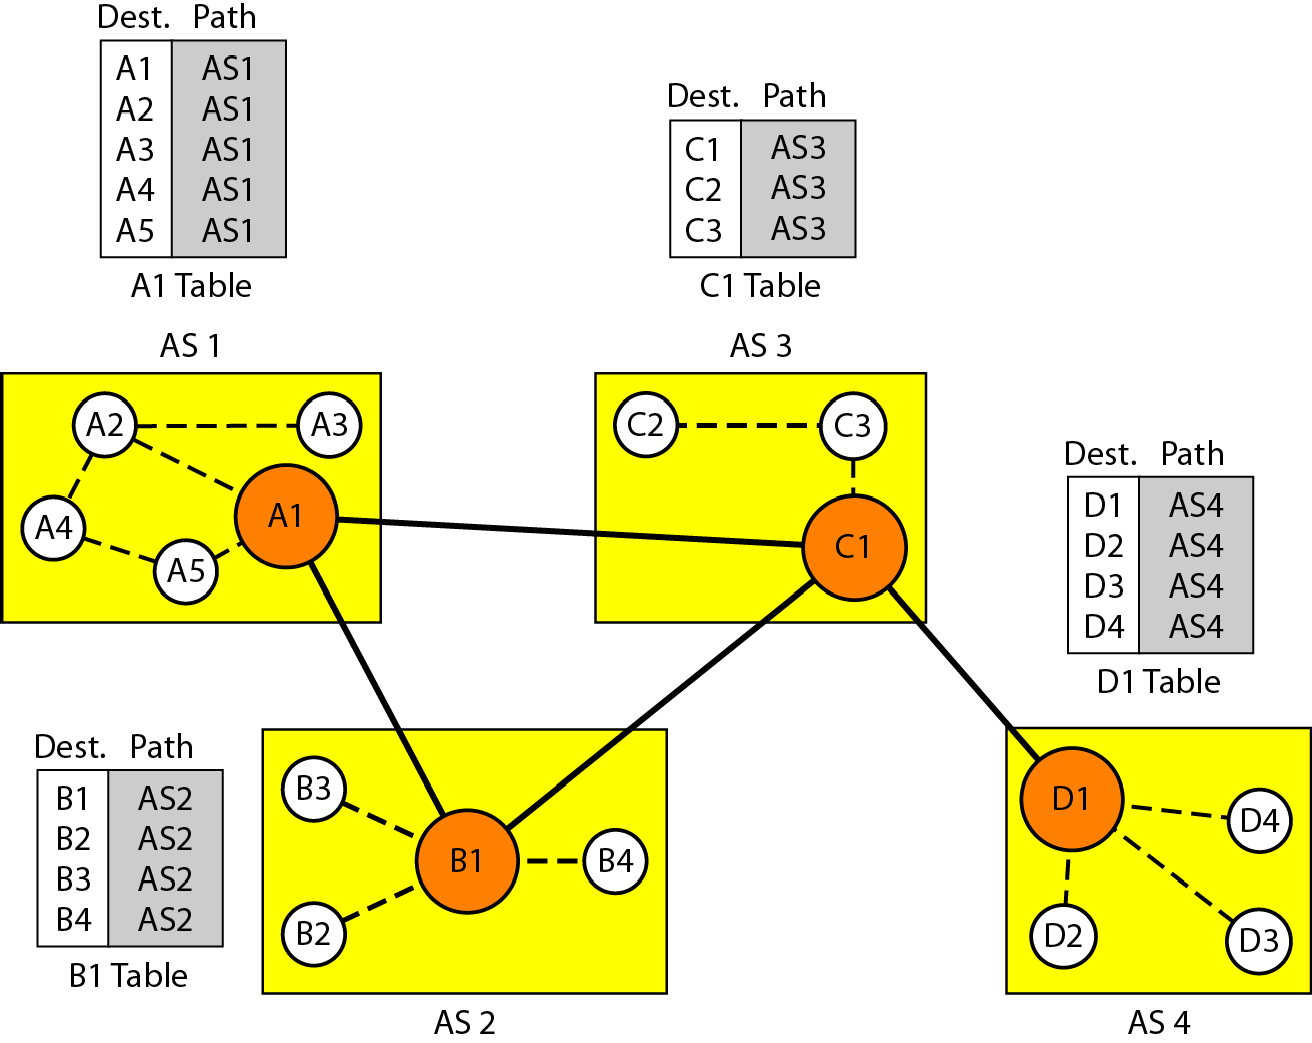 Dest. Path
A1 AS1
A2 AS1
A3 AS1
A4 AS1
A5 AS1
A1 Table
Dest. Path
C1 AS3
C2 AS3
C3 AS3
C1 Table
AS 1
A2
A3
A1
A4
A5
AS 3
C2
C3
C1
Dest. Path
D1 AS4
D2 AS4
D3 AS4
D4 AS4
D1 Table
Dest. Path
B1 AS2
B2 AS2
B3 AS2
B4 AS2
B1 Table
B3
B1
B4
B2
AS 2
D1
D4
D2
D3
AS 4